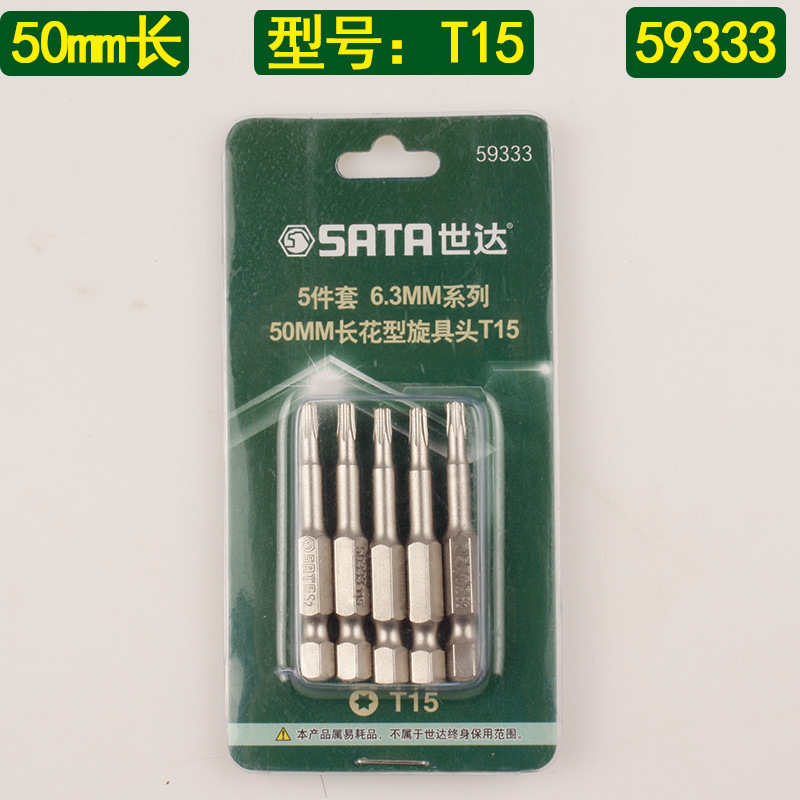 50mm长
型号：T15
59333
59333
SATA世达®
5件套 6.3MM系列
50MM长花型旋具头T15
SATA S2
T15
本产品属易耗品，不属于世达终身保用范围。